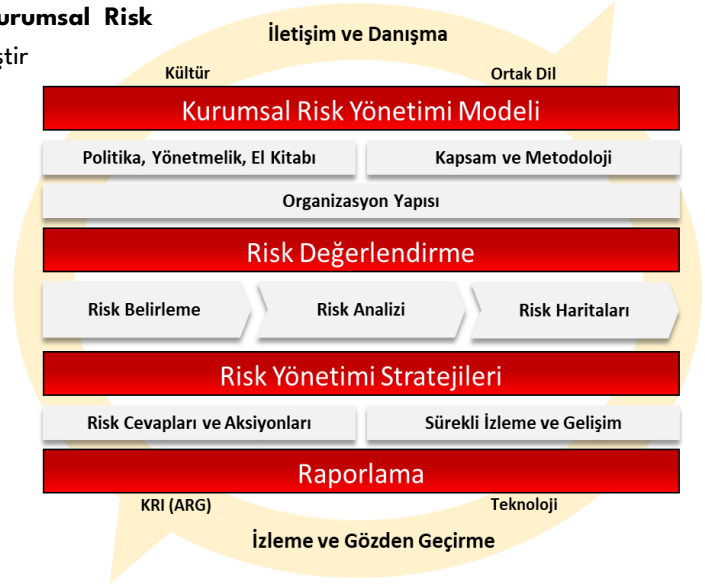 urumsal Risk
tir
İletişim ve Danışma
Kültür
Ortak Dil
Kurumsal Risk Yönetimi Modeli
Politika, Yönetmelik, El Kitabı
Kapsam ve Metodoloji
Organizasyon Yapısı
Risk Değerlendirme
Risk Belirleme
Risk Analizi
Risk Haritaları
Risk Yönetimi Stratejileri
Risk Cevapları ve Aksiyonları
Sürekli İzleme ve Gelişim
Raporlama
KRI (ARG)
Teknoloji
İzleme ve Gözden Geçirme